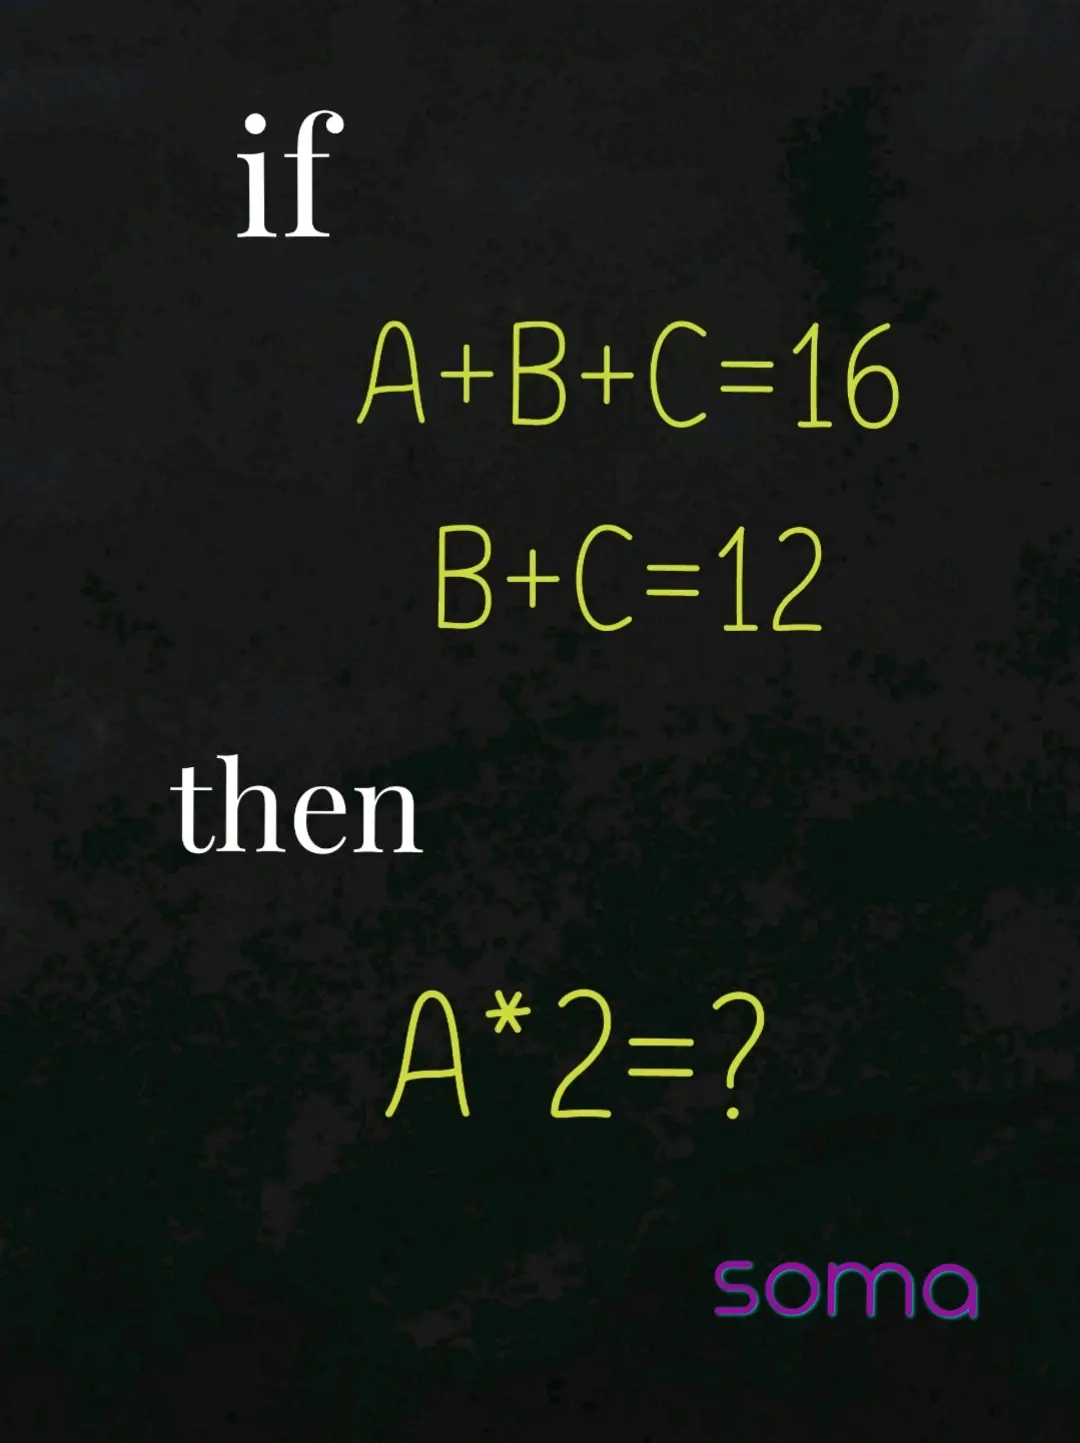 if
A+B+C=16
B+C=12
then
A*2=?
soma